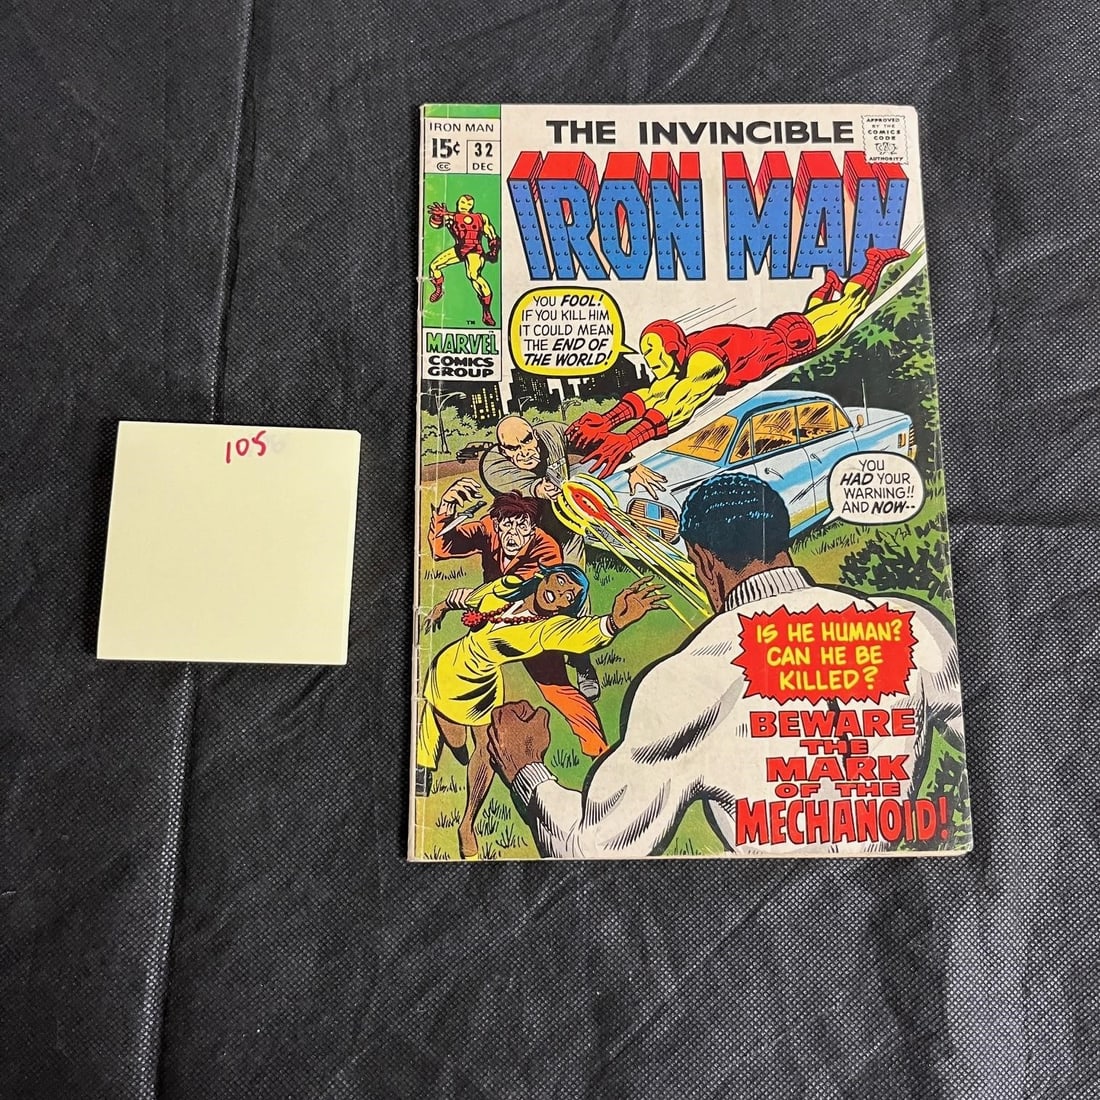 105
IRON MAN
15¢
32
DEC
CC
MARVEL
COMICS
GROUP
TM
THE INVINCIBLE
IRON MAN
APPROVED
BY THE
COMICS
CODE
AUTHORITY
YOU FOOL!
IF YOU KILL HIM
IT COULD MEAN
THE END OF
THE WORLD!
YOU
HAD YOUR
WARNING!!
AND NOW--
IS HE HUMAN?
CAN HE BE
KILLED?
BEWARE
THE
MARK
OF THE
MECHANOID!